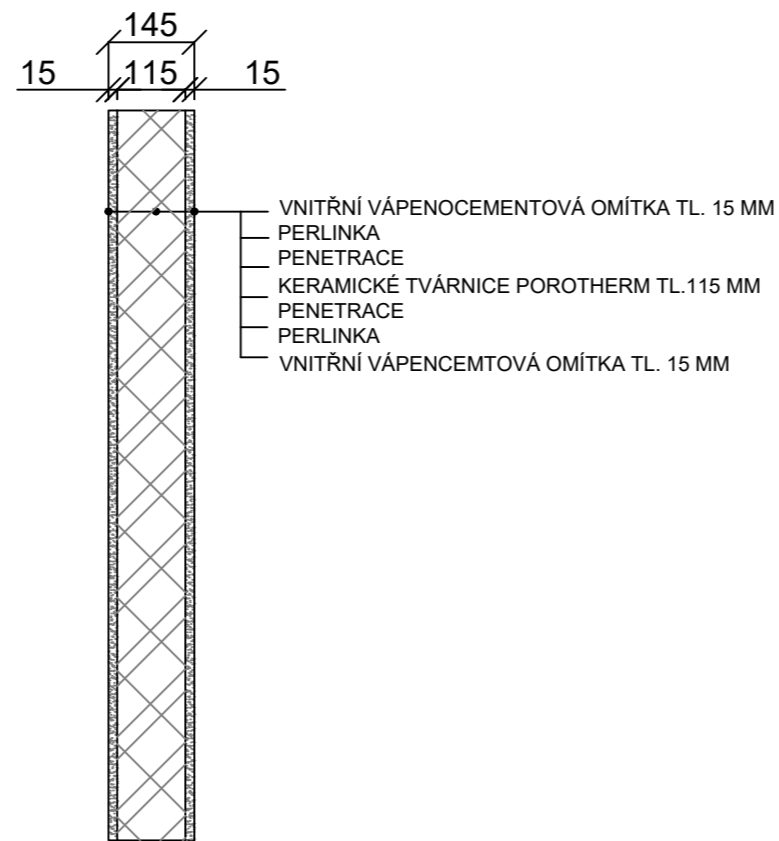 145
15 115 15
VNITŘNÍ VÁPENOCEMENTOVÁ OMÍTKA TL. 15 MM
PERLINKA
PENETRACE
KERAMICKÉ TVÁRNICE POROTHERM TL.115 MM
PENETRACE
PERLINKA
VNITŘNÍ VÁPENCEMTOVÁ OMÍTKA TL. 15 MM